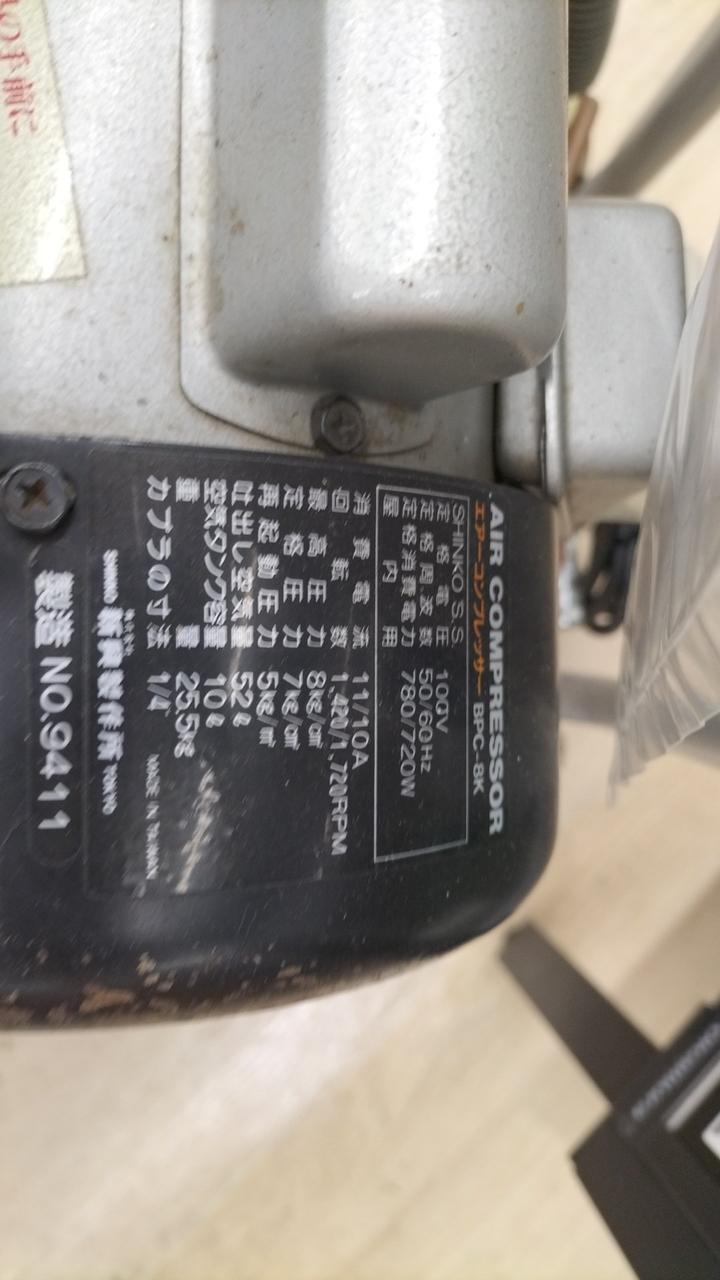 の手前に
AIR COMPRESSOR
エアーコンプレッサー BPC-8K
SHINKO S.S.
定格電圧 100V
定格周波数 50/60Hz
定格消費電力 780/720W
屋内用
消費電流 11/10A
回転数 1,420/1,720RPM
最高圧力 8kg/cm²
定格圧力 7kg/cm²
再起動圧力 5kg/cm²
吐出し空気量 52ℓ
空気タンク容量 10ℓ
重量 25.5kg
カプラの寸法 1/4
MADE IN TAIWAN
SHINKO 新興製作所 TOKYO
製造 NO.9411